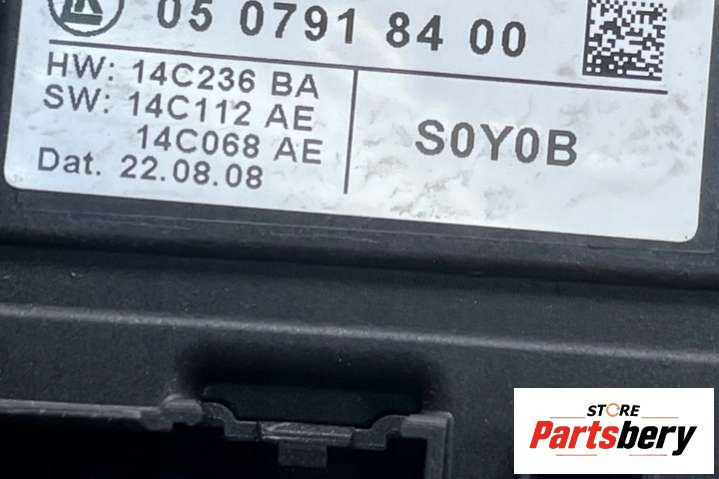 05 0791 84 00
HW: 14C236 BA
SW: 14C112 AE
14C068 AE
Dat. 22.08.08
S0Y0B
STORE
Partsbery